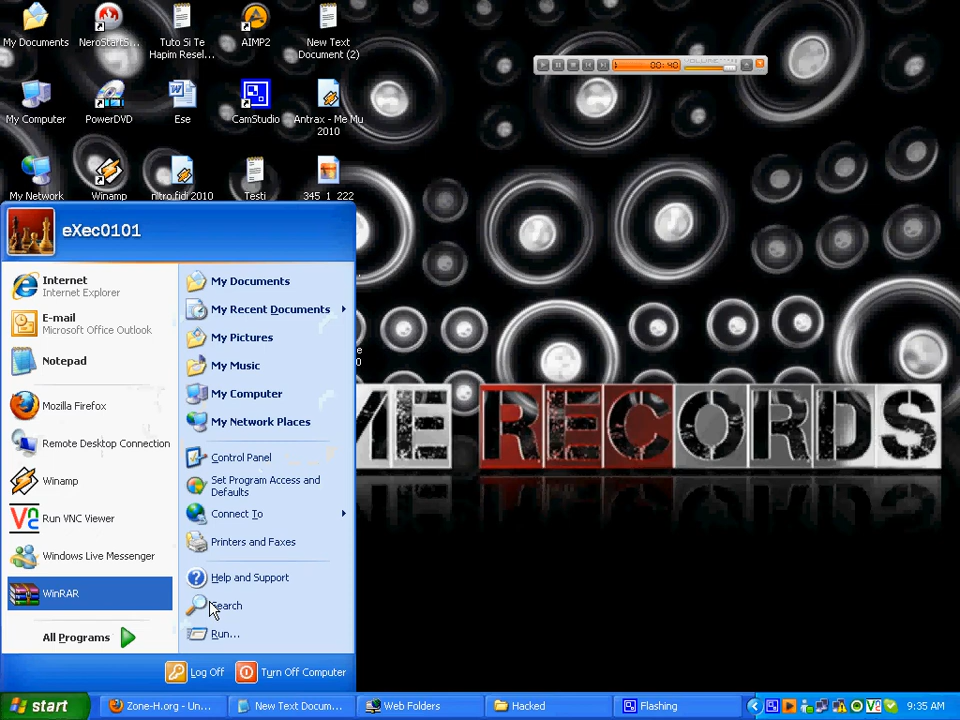 My Documents
NeroStartS...
Tuto Si Te
Hapim Resel...
AIMP2
New Text
Document (2)
00:40
VOLUME
My Computer
PowerDVD
Ese
CamStudio
Antrax - Me Mu
2010
My Network
Winamp
nitro.fidi 2010
Testi
345_1_222
eXec0101
Internet
Internet Explorer
E-mail
Microsoft Office Outlook
Notepad
Mozilla Firefox
Remote Desktop Connection
Winamp
Run VNC Viewer
Windows Live Messenger
WinRAR
All Programs
My Documents
My Recent Documents
My Pictures
My Music
My Computer
My Network Places
Control Panel
Set Program Access and
Defaults
Connect To
Printers and Faxes
Help and Support
Search
Run...
Log Off
Turn Off Computer
VE RECORDS
start
Zone-H.org - Un...
New Text Docum...
Web Folders
Hacked
Flashing
9:35 AM